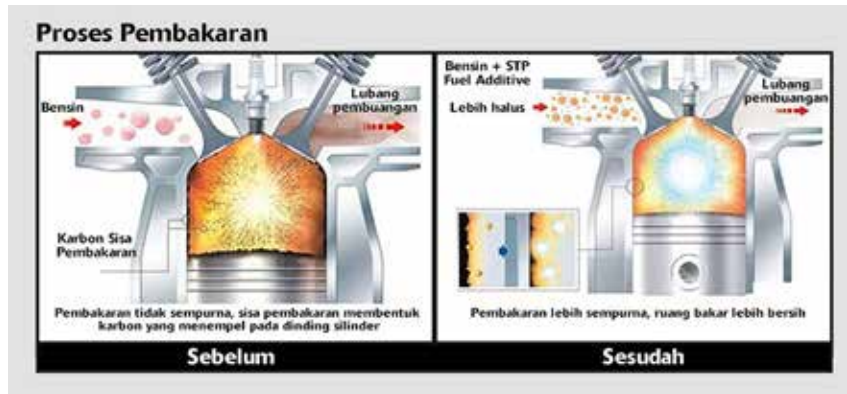 Proses Pembakaran
Bensin
Lubang
pembuangan
Karbon Sisa
Pembakaran
Pembakaran tidak sempurna, sisa pembakaran membentuk
karbon yang menempel pada dinding silinder
Sebelum
Bensin + STP
Fuel Additive
Lebih halus
Lubang
pembuangan
Pembakaran lebih sempurna, ruang bakar lebih bersih
Sesudah